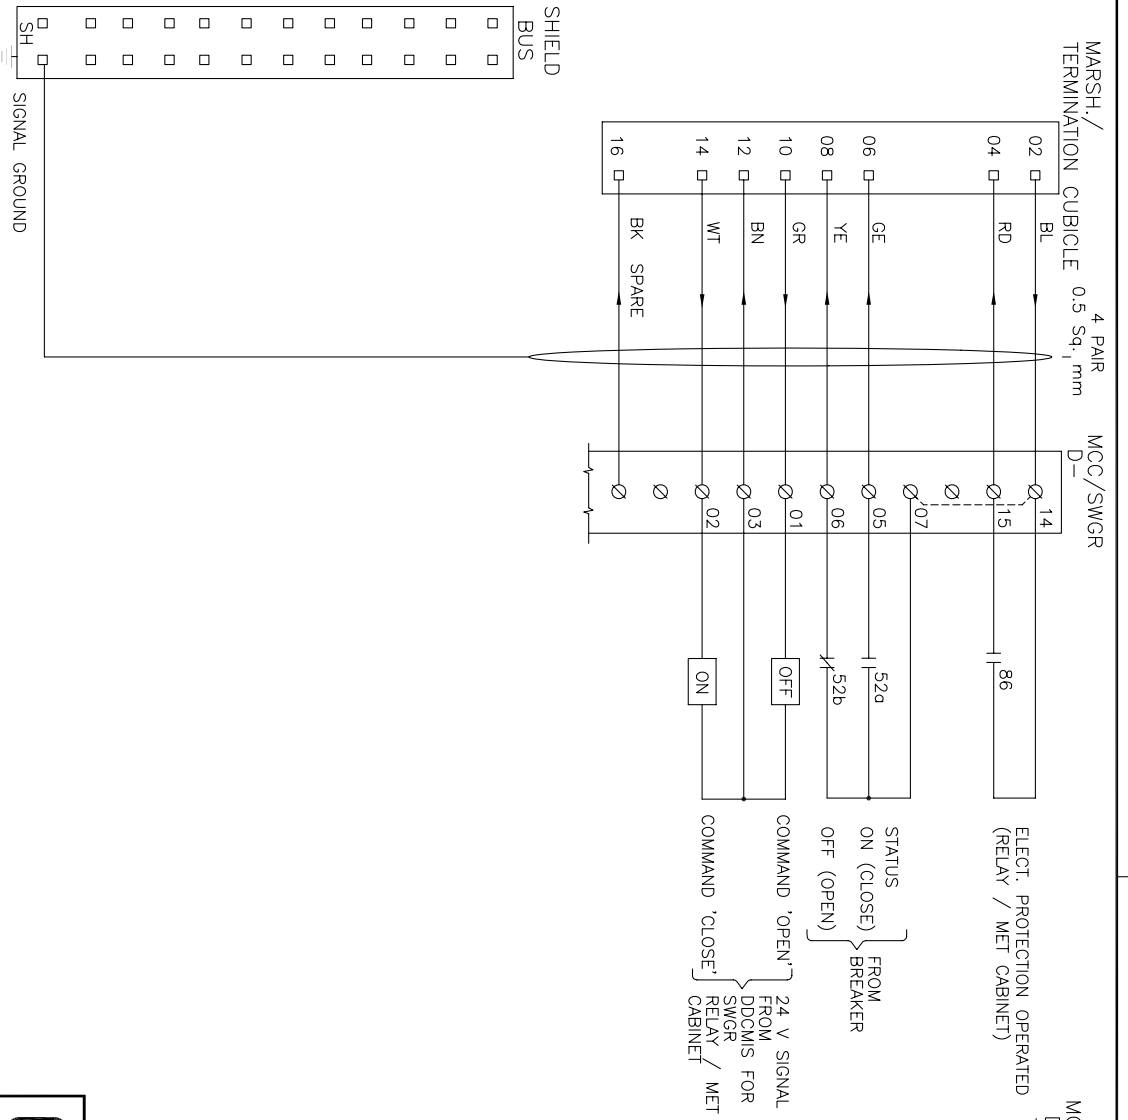 MARSH./
TERMINATION CUBICLE
4 PAIR
0.5 Sq. mm
MCC/SWGR
D-
02
BL
14
04
RD
15
86
ELECT. PROTECTION OPERATED
(RELAY / MET CABINET)
07
06
GE
05
52a
08
YE
06
52b
STATUS
ON (CLOSE)
OFF (OPEN)
FROM
BREAKER
10
GR
01
OFF
COMMAND 'OPEN'
12
BN
03
14
WT
02
ON
COMMAND 'CLOSE'
24 V SIGNAL
FROM
DDCMIS FOR
SWGR
RELAY / MET
CABINET
16
BK SPARE
SHIELD
BUS
SH
SIGNAL GROUND